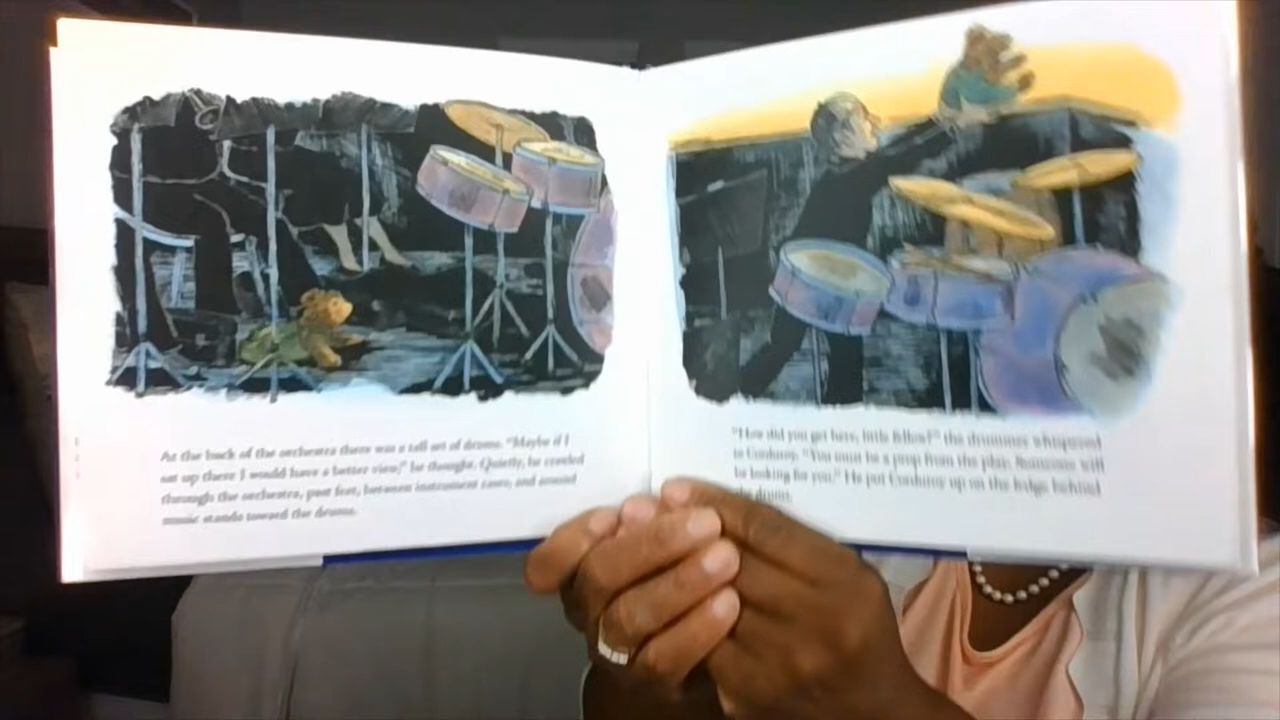 At the back of the orchestra there was a tall set of drums. "Maybe if I
sat up there I would have a better view," he thought. Quietly, he crawled
through the orchestra, past feet, between instrument cases, and around
music stands toward the drums.
"How did you get here, little fellow?" the drummer whispered
to Corduroy. "You must be a prop from the play. Someone will
be looking for you." He put Corduroy up on the ledge behind
the drums.